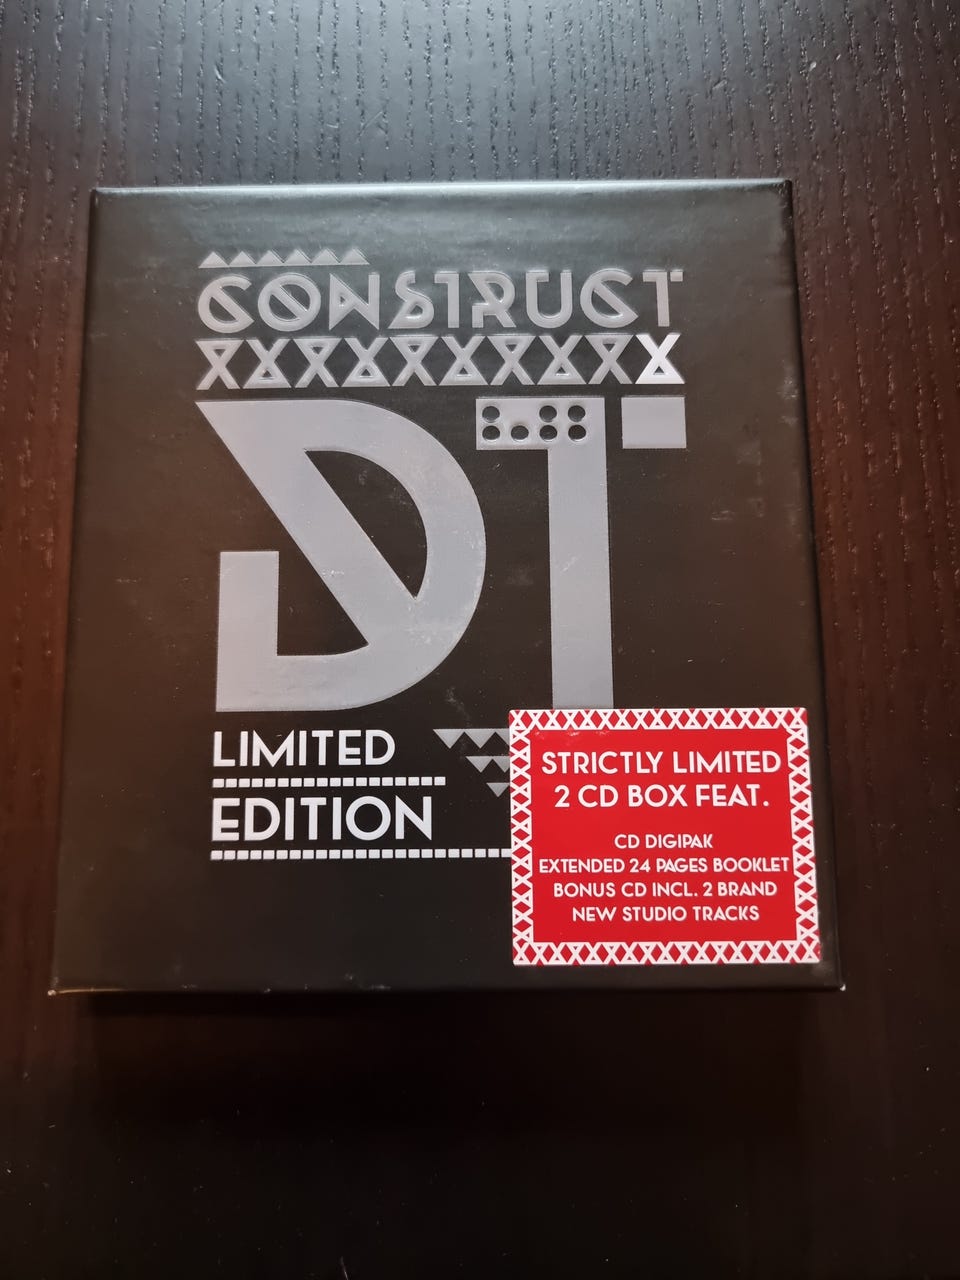 CONSTRUCT
DT
LIMITED
EDITION
STRICTLY LIMITED
2 CD BOX FEAT.
CD DIGIPAK
EXTENDED 24 PAGES BOOKLET
BONUS CD INCL. 2 BRAND
NEW STUDIO TRACKS